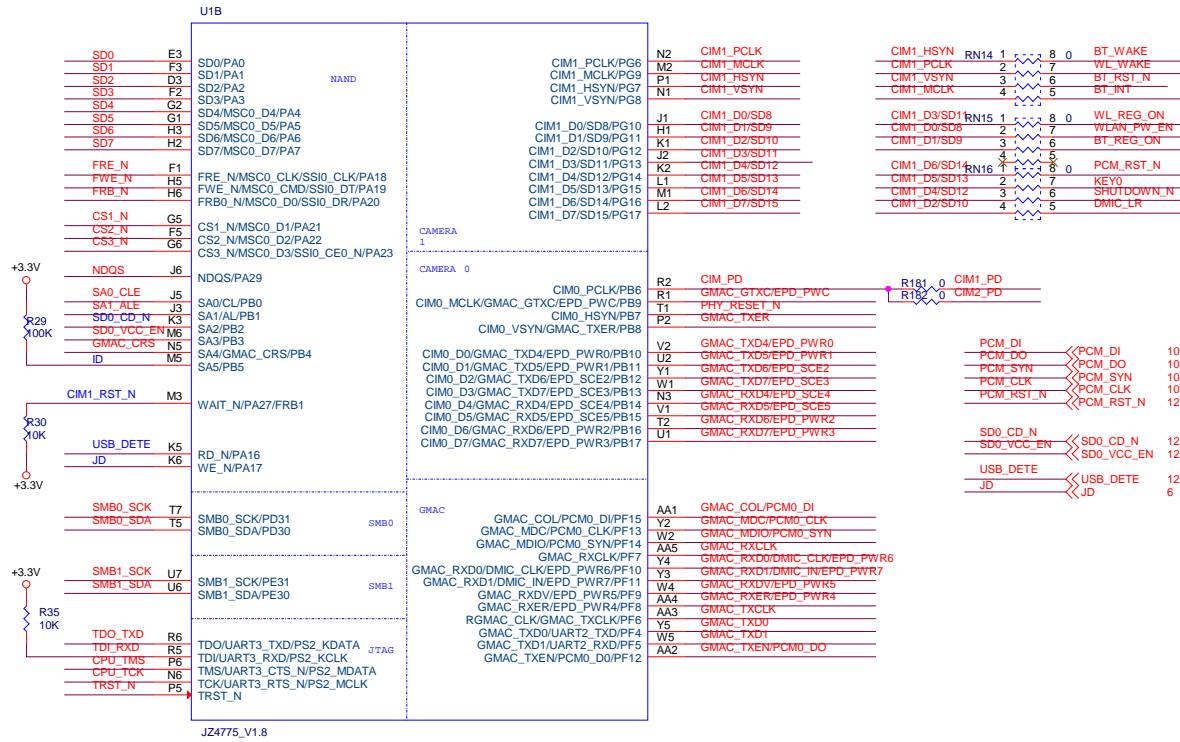 U1B
NAND
SD0 E3 SD0/PA0
SD1 F3 SD1/PA1
SD2 D3 SD2/PA2
SD3 F2 SD3/PA3
SD4 G2 SD4/MSC0_D4/PA4
SD5 G1 SD5/MSC0_D5/PA5
SD6 H3 SD6/MSC0_D6/PA6
SD7 H2 SD7/MSC0_D7/PA7
FRE_N F1 FRE_N/MSC0_CLK/SSI0_CLK/PA18
FWE_N H5 FWE_N/MSC0_CMD/SSI0_DT/PA19
FRB_N H6 FRB0_N/MSC0_D0/SSI0_DR/PA20
CS1_N G5 CS1_N/MSC0_D1/PA21
CS2_N F5 CS2_N/MSC0_D2/PA22
CS3_N G6 CS3_N/MSC0_D3/SSI0_CE0_N/PA23
+3.3V
NDQS J6 NDQS/PA29
SA0_CLE J5 SA0/CL/PB0
SA1_ALE J3 SA1/AL/PB1
SD0_CD_N K3 SA2/PB2
SD0_VCC_EN M6 SA3/PB3
GMAC_CRS N5 SA4/GMAC_CRS/PB4
ID M5 SA5/PB5
R29
100K
CIM1_RST_N M3 WAIT_N/PA27/FRB1
R30
10K
+3.3V
USB_DETE K5 RD_N/PA16
JD K6 WE_N/PA17
SMB0_SCK T7 SMB0_SCK/PD31
SMB0_SDA T5 SMB0_SDA/PD30
SMB0
+3.3V
SMB1_SCK U7 SMB1_SCK/PE31
SMB1_SDA U6 SMB1_SDA/PE30
SMB1
R35
10K
JTAG
TDO_TXD R6 TDO/UART3_TXD/PS2_KDATA
TDI_RXD R5 TDI/UART3_RXD/PS2_KCLK
CPU_TMS P6 TMS/UART3_CTS_N/PS2_MDATA
CPU_TCK N6 TCK/UART3_RTS_N/PS2_MCLK
TRST_N P5 TRST_N
JZ4775_V1.8
CIM1_PCLK/PG6 N2 CIM1_PCLK
CIM1_MCLK/PG9 M2 CIM1_MCLK
CIM1_HSYN/PG7 P1 CIM1_HSYN
CIM1_VSYN/PG8 N1 CIM1_VSYN
CIM1_D0/SD8/PG10 J1 CIM1_D0/SD8
CIM1_D1/SD9/PG11 H1 CIM1_D1/SD9
CIM1_D2/SD10/PG12 K1 CIM1_D2/SD10
CIM1_D3/SD11/PG13 J2 CIM1_D3/SD11
CIM1_D4/SD12/PG14 K2 CIM1_D4/SD12
CIM1_D5/SD13/PG15 L1 CIM1_D5/SD13
CIM1_D6/SD14/PG16 M1 CIM1_D6/SD14
CIM1_D7/SD15/PG17 L2 CIM1_D7/SD15
CAMERA
1
CAMERA 0
CIM0_PCLK/PB6 R2 CIM_PD
CIM0_MCLK/GMAC_GTXC/EPD_PWC/PB9 R1 GMAC_GTXC/EPD_PWC
CIM0_HSYN/PB7 T1 PHY_RESET_N
CIM0_VSYN/GMAC_TXER/PB8 P2 GMAC_TXER
CIM0_D0/GMAC_TXD4/EPD_PWR0/PB10 V2 GMAC_TXD4/EPD_PWR0
CIM0_D1/GMAC_TXD5/EPD_PWR1/PB11 U2 GMAC_TXD5/EPD_PWR1
CIM0_D2/GMAC_TXD6/EPD_SCE2/PB12 Y1 GMAC_TXD6/EPD_SCE2
CIM0_D3/GMAC_TXD7/EPD_SCE3/PB13 W1 GMAC_TXD7/EPD_SCE3
CIM0_D4/GMAC_RXD4/EPD_SCE4/PB14 N3 GMAC_RXD4/EPD_SCE4
CIM0_D5/GMAC_RXD5/EPD_SCE5/PB15 V1 GMAC_RXD5/EPD_SCE5
CIM0_D6/GMAC_RXD6/EPD_PWR2/PB16 T2 GMAC_RXD6/EPD_PWR2
CIM0_D7/GMAC_RXD7/EPD_PWR3/PB17 U1 GMAC_RXD7/EPD_PWR3
GMAC
GMAC_COL/PCM0_DI/PF15 AA1 GMAC_COL/PCM0_DI
GMAC_MDC/PCM0_CLK/PF13 Y2 GMAC_MDC/PCM0_CLK
GMAC_MDIO/PCM0_SYN/PF14 W2 GMAC_MDIO/PCM0_SYN
GMAC_RXCLK/PF7 AA5 GMAC_RXCLK
GMAC_RXD0/DMIC_CLK/EPD_PWR6/PF10 Y4 GMAC_RXD0/DMIC_CLK/EPD_PWR6
GMAC_RXD1/DMIC_IN/EPD_PWR7/PF11 Y3 GMAC_RXD1/DMIC_IN/EPD_PWR7
GMAC_RXDV/EPD_PWR5/PF9 W4 GMAC_RXDV/EPD_PWR5
GMAC_RXER/EPD_PWR4/PF8 AA4 GMAC_RXER/EPD_PWR4
RGMAC_CLK/GMAC_TXCLK/PF6 AA3 GMAC_TXCLK
GMAC_TXD0/UART2_TXD/PF4 Y5 GMAC_TXD0
GMAC_TXD1/UART2_RXD/PF5 W5 GMAC_TXD1
GMAC_TXEN/PCM0_D0/PF12 AA2 GMAC_TXEN/PCM0_DO
CIM1_HSYN RN14 1 8 0 BT_WAKE
CIM1_PCLK 2 7 WL_WAKE
CIM1_VSYN 3 6 BT_RST_N
CIM1_MCLK 4 5 BT_INT
CIM1_D3/SD11 RN15 1 8 0 WL_REG_ON
CIM1_D0/SD8 2 7 WLAN_PW_EN
CIM1_D1/SD9 3 6 BT_REG_ON
4 5
CIM1_D6/SD14 RN16 1 8 0 PCM_RST_N
CIM1_D5/SD13 2 7 KEY0
CIM1_D4/SD12 3 6 SHUTDOWN_N
CIM1_D2/SD10 4 5 DMIC_LR
R181 0 CIM1_PD
R182 0 CIM2_PD
PCM_DI PCM_DI 10
PCM_DO PCM_DO 10
PCM_SYN PCM_SYN 10
PCM_CLK PCM_CLK 10
PCM_RST_N PCM_RST_N 12
SD0_CD_N SD0_CD_N 12
SD0_VCC_EN SD0_VCC_EN 12
USB_DETE USB_DETE 12
JD JD 6